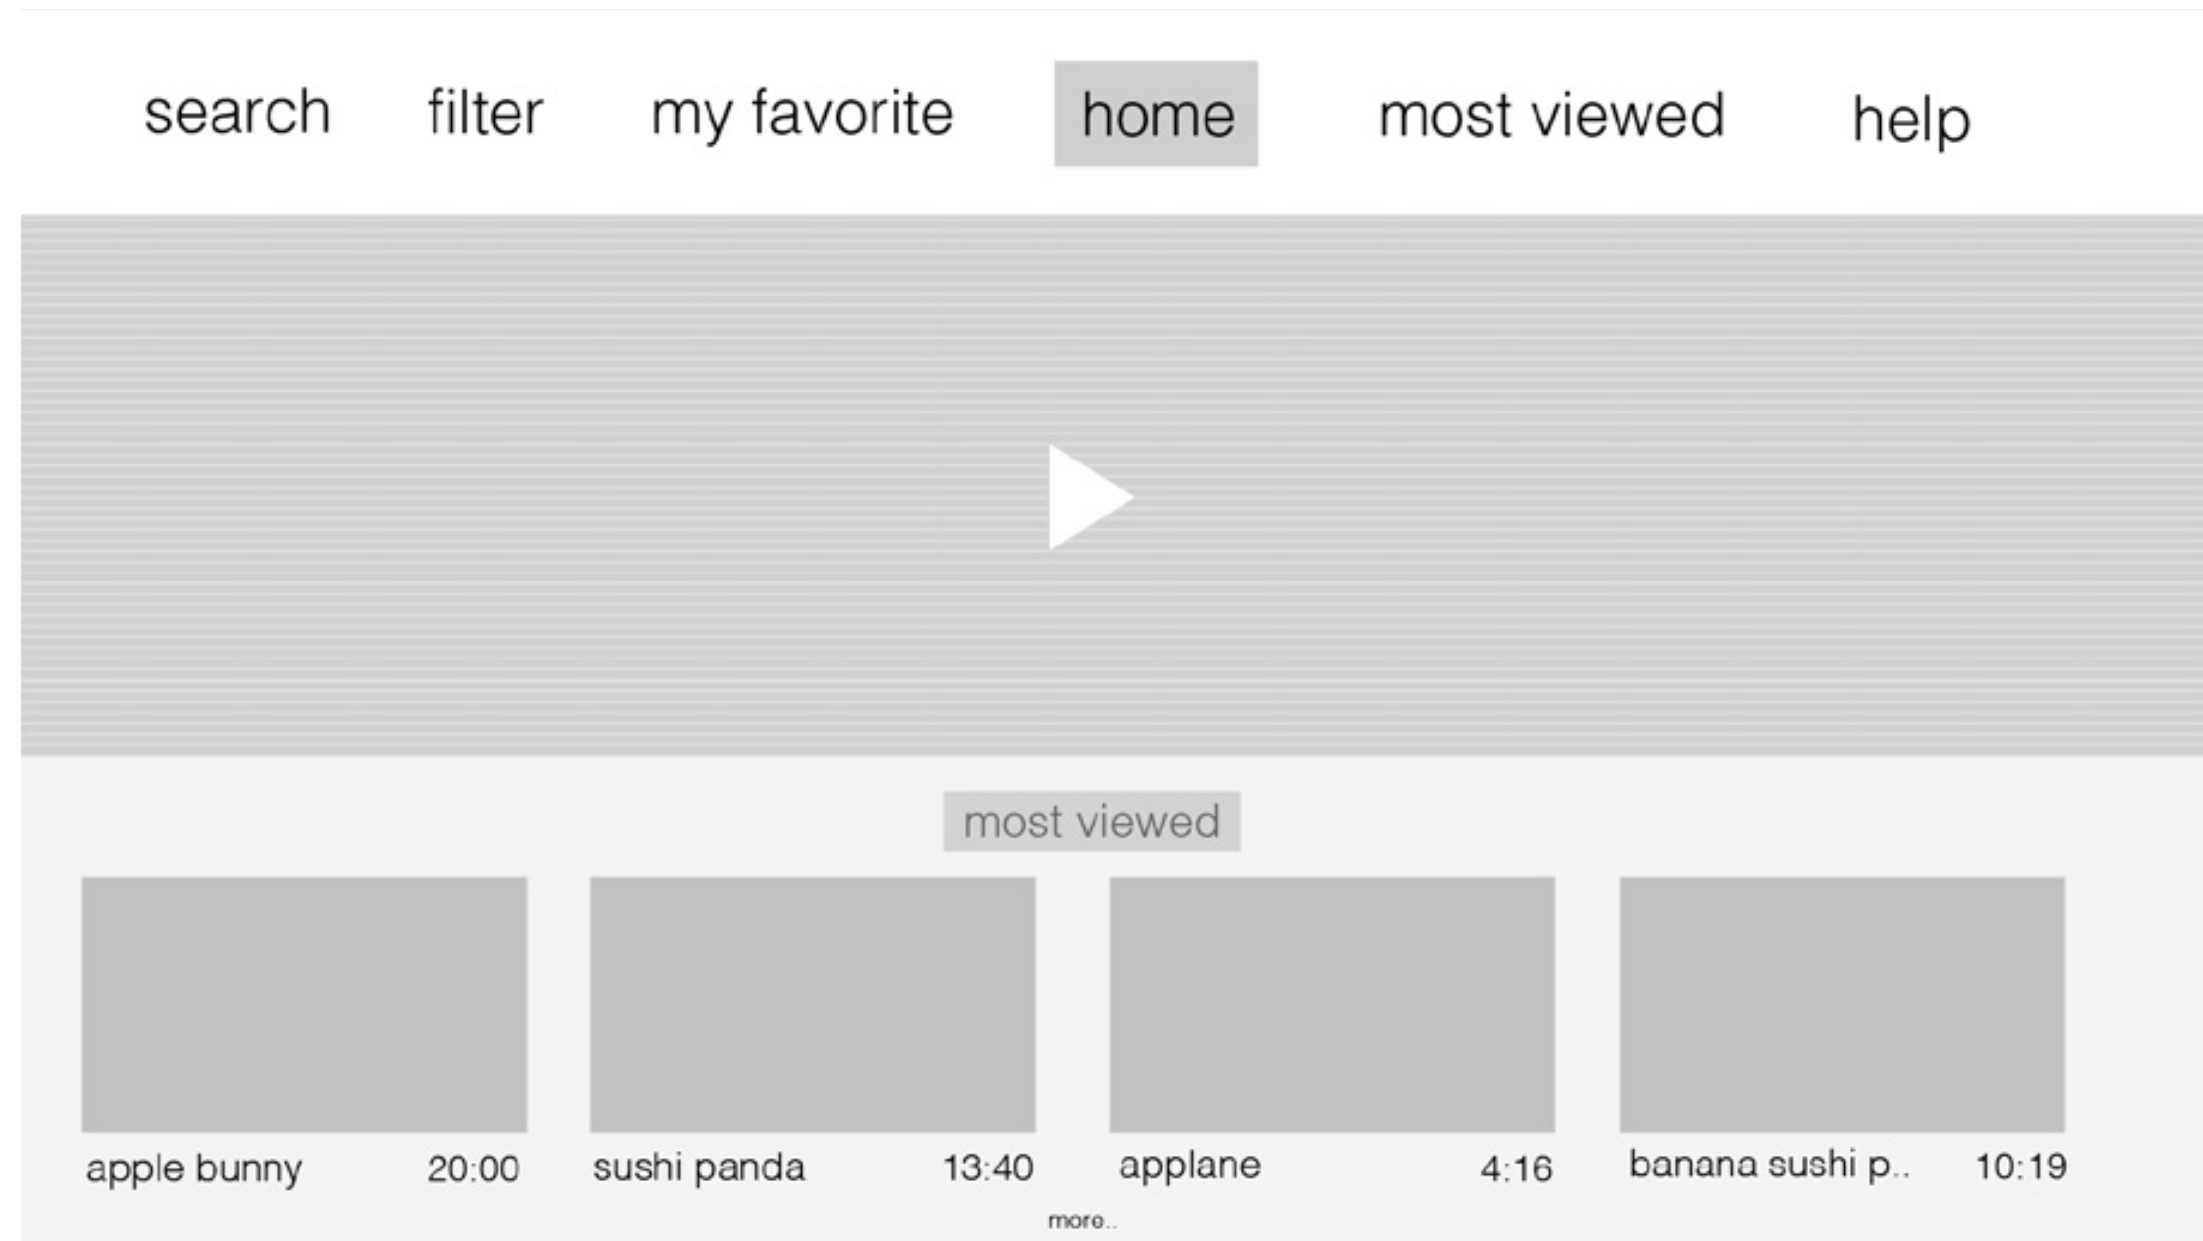 search filter my favorite home most viewed help
most viewed
apple bunny 20:00 sushi panda 13:40 applane 4:16 banana sushi p.. 10:19
more..